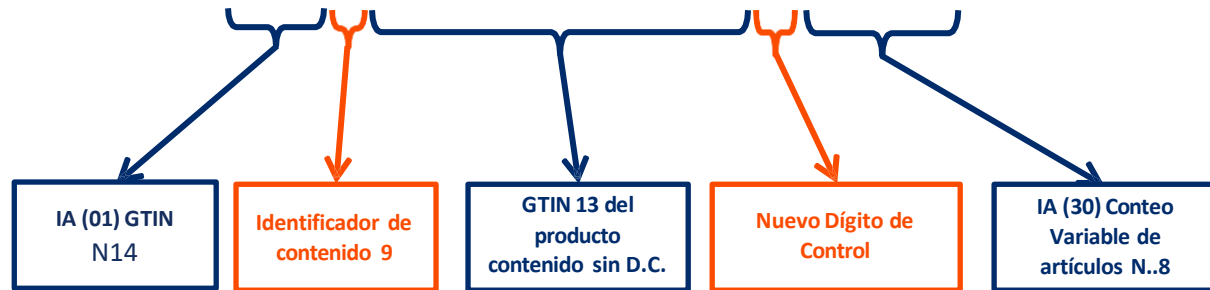 IA (01) GTIN
N14
Identificador de
contenido 9
GTIN 13 del
producto
contenido sin D.C.
Nuevo Dígito de
Control
IA (30) Conteo
Variable de
artículos N..8